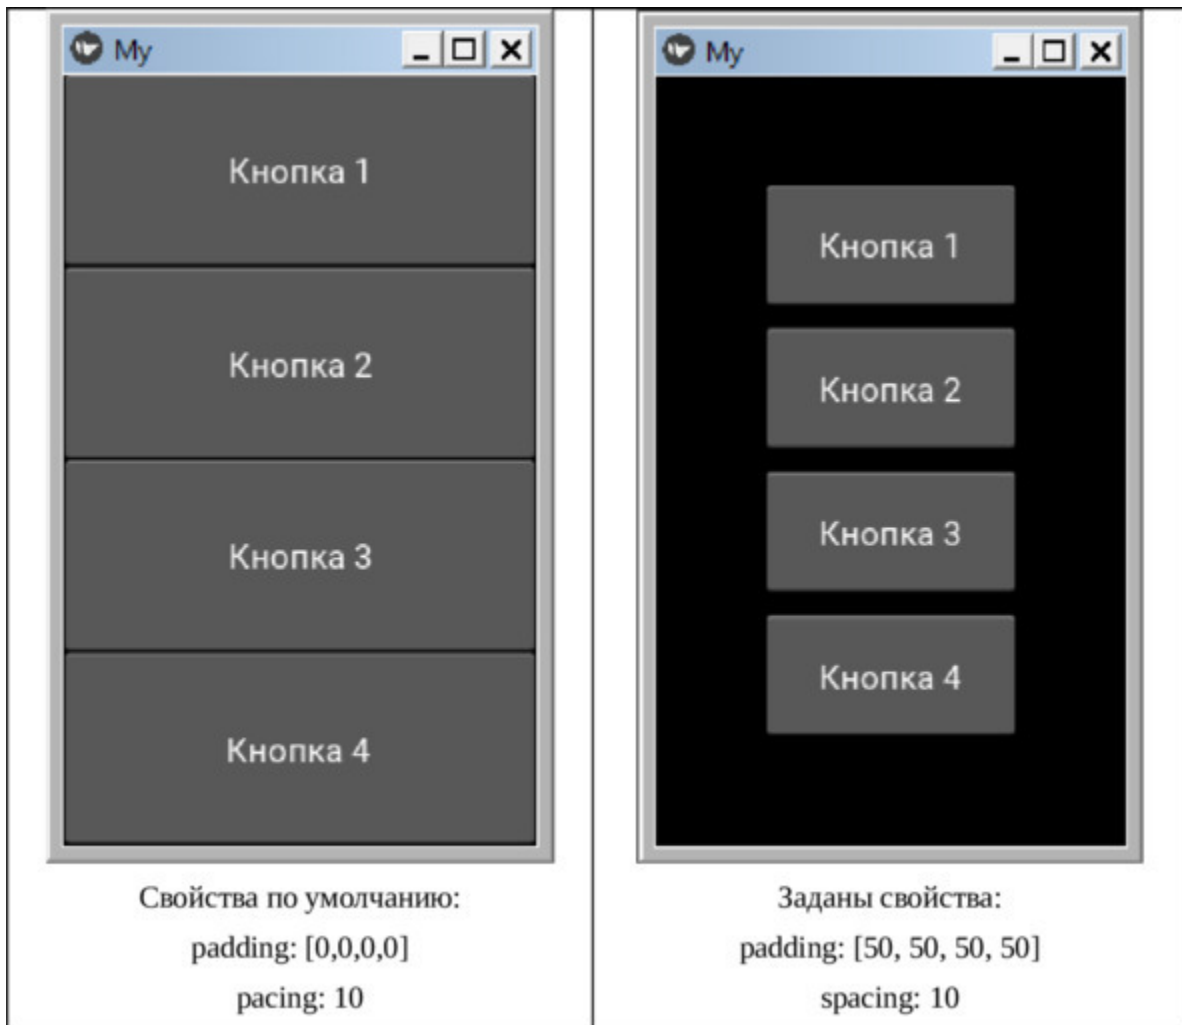 My
Кнопка 1
Кнопка 2
Кнопка 3
Кнопка 4
Свойства по умолчанию:
padding: [0,0,0,0]
pacing: 10
My
Кнопка 1
Кнопка 2
Кнопка 3
Кнопка 4
Заданы свойства:
padding: [50, 50, 50, 50]
spacing: 10